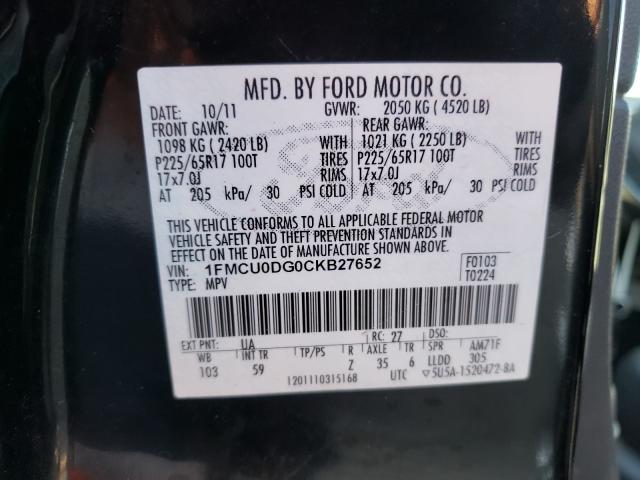 MFD. BY FORD MOTOR CO.
DATE: 10/11 GVWR: 2050 KG ( 4520 LB)
FRONT GAWR: REAR GAWR:
1098 KG ( 2420 LB) WITH 1021 KG ( 2250 LB) WITH
P225/65R17 100T TIRES P225/65R17 100T TIRES
17x7.0J RIMS 17x7.0J RIMS
AT 205 kPa/ 30 PSI COLD AT 205 kPa/ 30 PSI COLD
THIS VEHICLE CONFORMS TO ALL APPLICABLE FEDERAL MOTOR
VEHICLE SAFETY AND THEFT PREVENTION STANDARDS IN
EFFECT ON THE DATE OF MANUFACTURE SHOWN ABOVE.
VIN: 1FMCU0DG0CKB27652 F0103
TYPE: MPV T0224
EXT PNT: UA RC: 27 DSO:
WB INT TR TP/PS R AXLE TR SPR AM71F
103 59 Z 35 6 LLDD 305
1201110315168 UTC ▽5U5A-1520472-BA